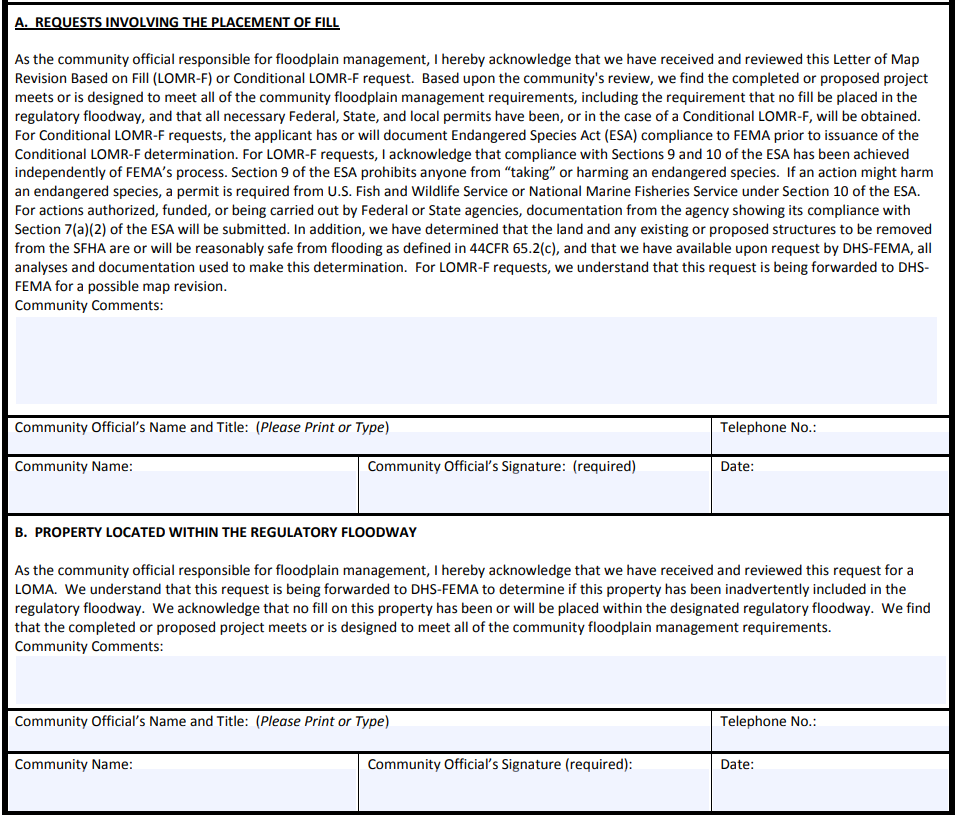 A. REQUESTS INVOLVING THE PLACEMENT OF FILL
As the community official responsible for floodplain management, I hereby acknowledge that we have received and reviewed this Letter of Map
Revision Based on Fill (LOMR-F) or Conditional LOMR-F request. Based upon the community's review, we find the completed or proposed project
meets or is designed to meet all of the community floodplain management requirements, including the requirement that no fill be placed in the
regulatory floodway, and that all necessary Federal, State, and local permits have been, or in the case of a Conditional LOMR-F, will be obtained.
For Conditional LOMR-F requests, the applicant has or will document Endangered Species Act (ESA) compliance to FEMA prior to issuance of the
Conditional LOMR-F determination. For LOMR-F requests, I acknowledge that compliance with Sections 9 and 10 of the ESA has been achieved
independently of FEMA’s process. Section 9 of the ESA prohibits anyone from “taking” or harming an endangered species. If an action might harm
an endangered species, a permit is required from U.S. Fish and Wildlife Service or National Marine Fisheries Service under Section 10 of the ESA.
For actions authorized, funded, or being carried out by Federal or State agencies, documentation from the agency showing its compliance with
Section 7(a)(2) of the ESA will be submitted. In addition, we have determined that the land and any existing or proposed structures to be removed
from the SFHA are or will be reasonably safe from flooding as defined in 44CFR 65.2(c), and that we have available upon request by DHS-FEMA, all
analyses and documentation used to make this determination. For LOMR-F requests, we understand that this request is being forwarded to DHS-
FEMA for a possible map revision.
Community Comments:
Community Official’s Name and Title: (Please Print or Type)
Telephone No.:
Community Name:
Community Official’s Signature: (required)
Date:
B. PROPERTY LOCATED WITHIN THE REGULATORY FLOODWAY
As the community official responsible for floodplain management, I hereby acknowledge that we have received and reviewed this request for a
LOMA. We understand that this request is being forwarded to DHS-FEMA to determine if this property has been inadvertently included in the
regulatory floodway. We acknowledge that no fill on this property has been or will be placed within the designated regulatory floodway. We find
that the completed or proposed project meets or is designed to meet all of the community floodplain management requirements.
Community Comments:
Community Official’s Name and Title: (Please Print or Type)
Telephone No.:
Community Name:
Community Official’s Signature (required):
Date: